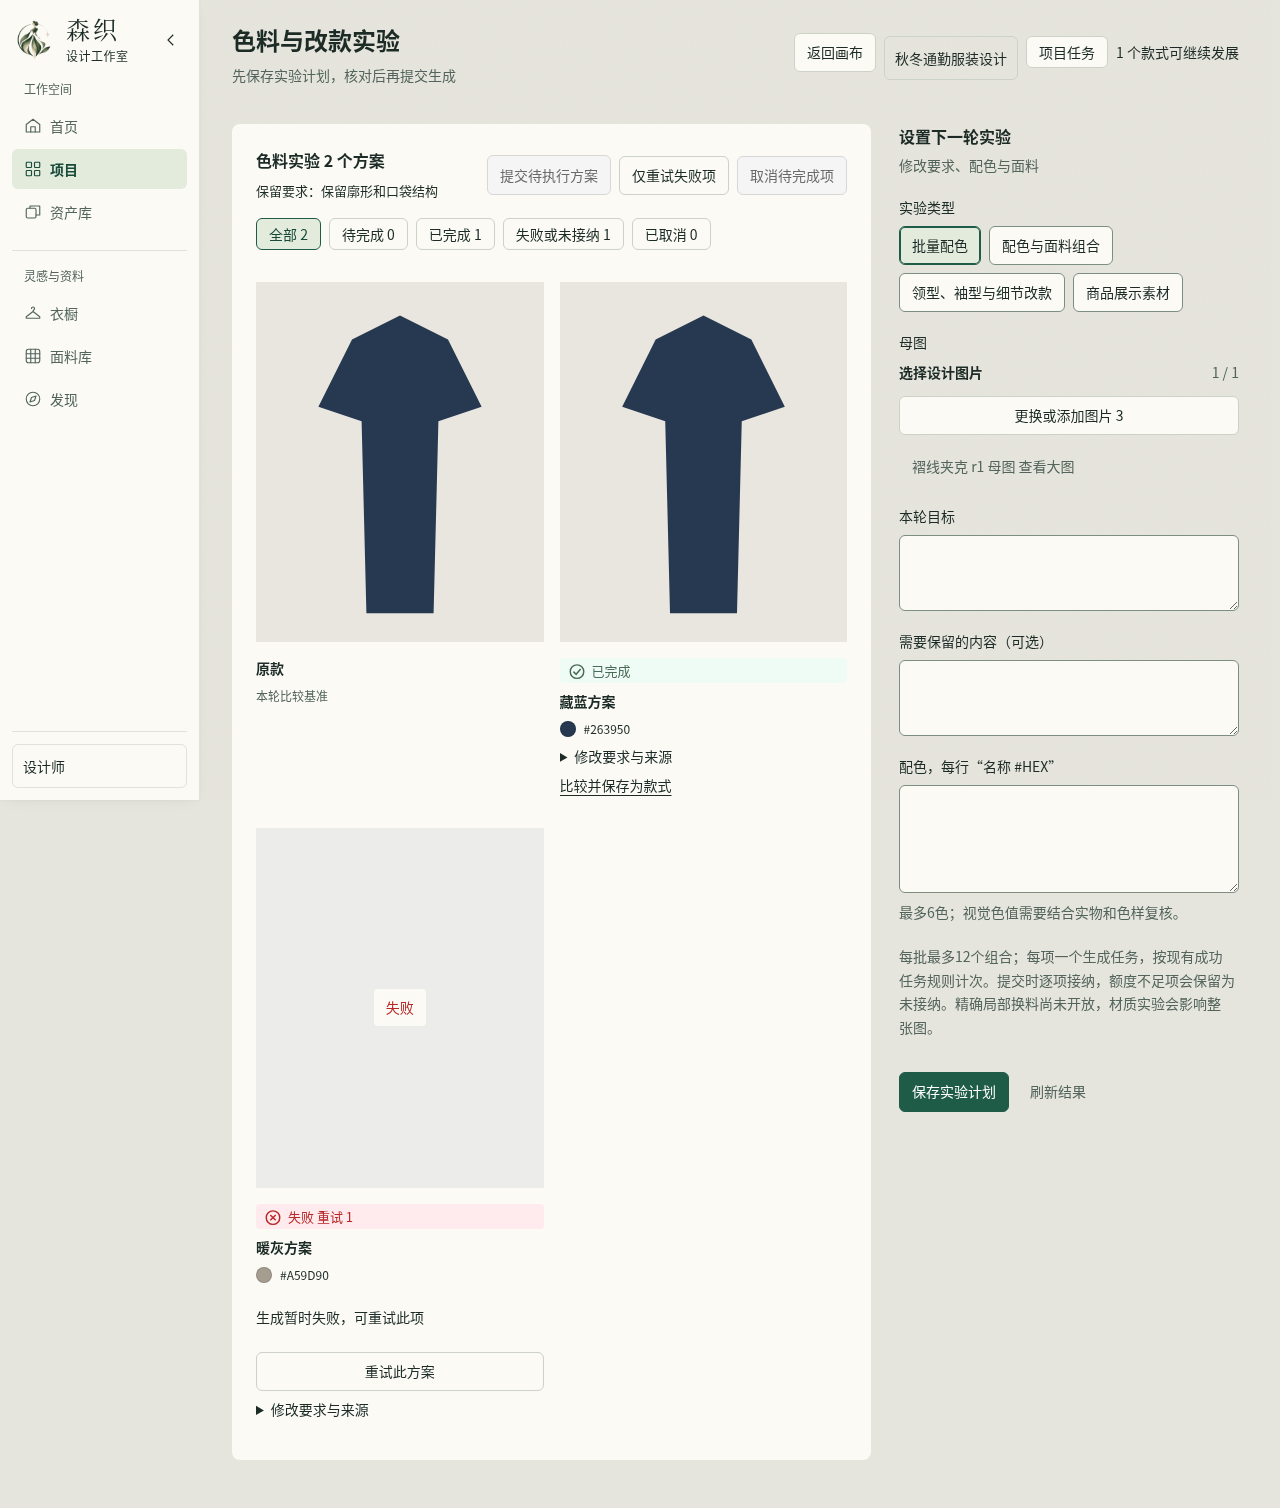 森织
设计工作室
工作空间
首页
项目
资产库
灵感与资料
衣橱
面料库
发现
设计师
色料与改款实验
先保存实验计划，核对后再提交生成
返回画布
秋冬通勤服装设计
项目任务
1 个款式可继续发展
色料实验 2 个方案
保留要求：保留廓形和口袋结构
提交待执行方案
仅重试失败项
取消待完成项
全部 2
待完成 0
已完成 1
失败或未接纳 1
已取消 0
原款
本轮比较基准
已完成
藏蓝方案
#263950
修改要求与来源
比较并保存为款式
失败
失败 重试 1
暖灰方案
#A59D90
生成暂时失败，可重试此项
重试此方案
修改要求与来源
设置下一轮实验
修改要求、配色与面料
实验类型
批量配色
配色与面料组合
领型、袖型与细节改款
商品展示素材
母图
选择设计图片
1 / 1
更换或添加图片 3
褶线夹克 r1 母图 查看大图
本轮目标
需要保留的内容（可选）
配色，每行“名称 #HEX”
最多6色；视觉色值需要结合实物和色样复核。
每批最多12个组合；每项一个生成任务，按现有成功
任务规则计次。提交时逐项接纳，额度不足项会保留为
未接纳。精确局部换料尚未开放，材质实验会影响整
张图。
保存实验计划
刷新结果